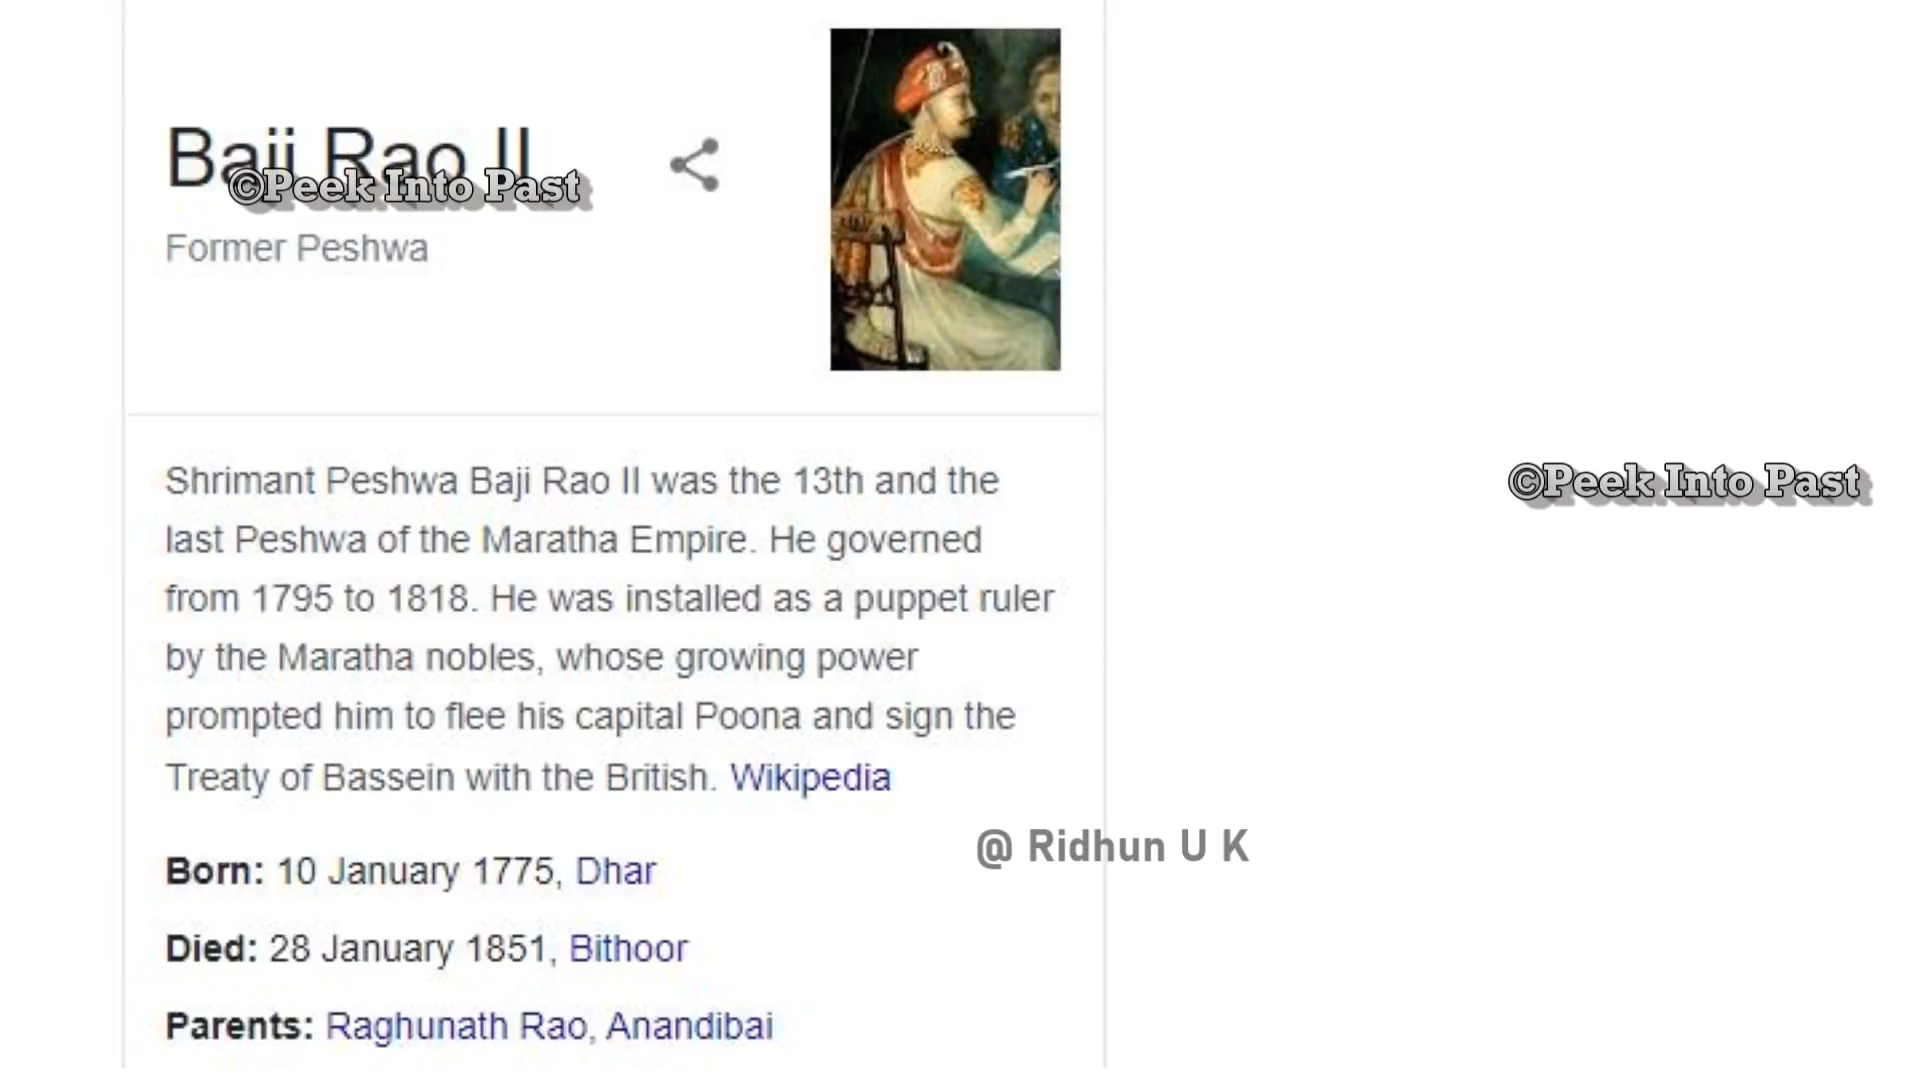 Baji Rao II
©Peek Into Past
Former Peshwa
Shrimant Peshwa Baji Rao II was the 13th and the
last Peshwa of the Maratha Empire. He governed
from 1795 to 1818. He was installed as a puppet ruler
by the Maratha nobles, whose growing power
prompted him to flee his capital Poona and sign the
Treaty of Bassein with the British. Wikipedia
©Peek Into Past
@ Ridhun U K
Born: 10 January 1775, Dhar
Died: 28 January 1851, Bithoor
Parents: Raghunath Rao, Anandibai